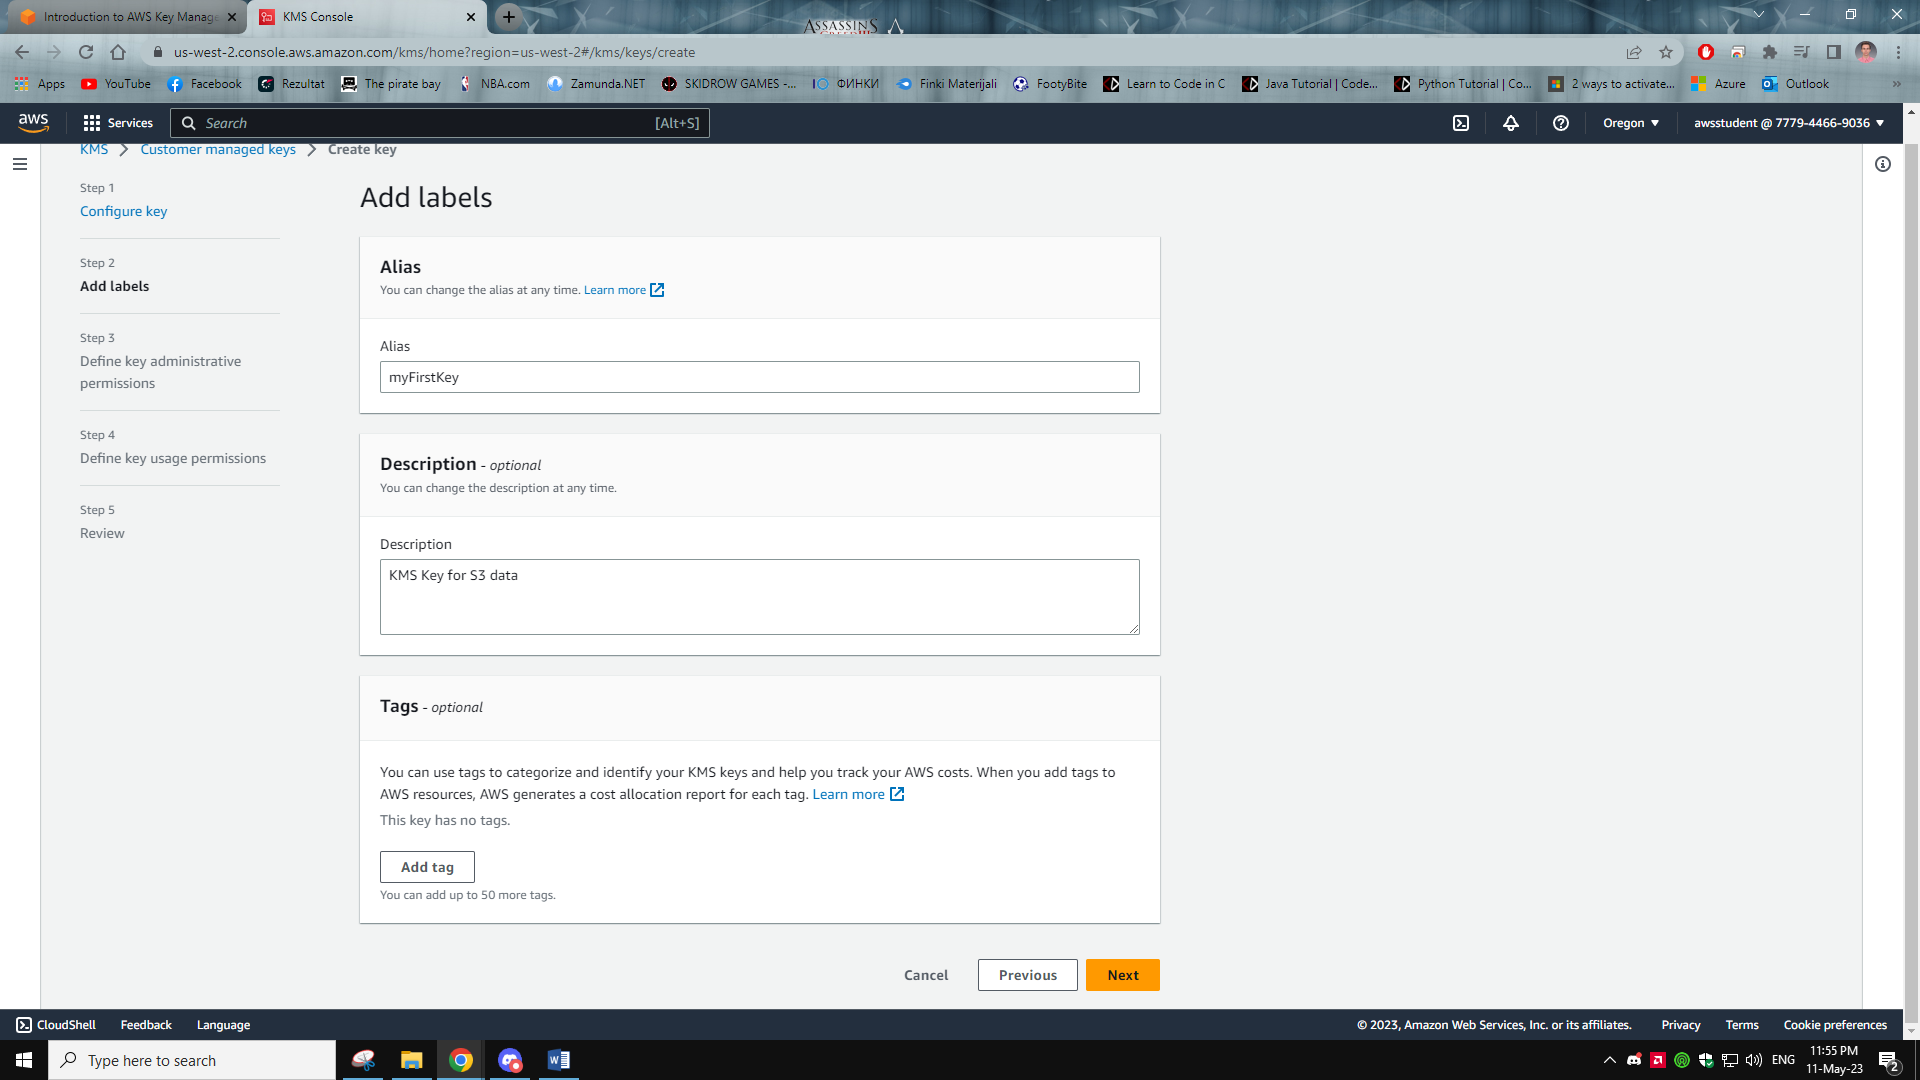 Introduction to AWS Key Manage
KMS Console
ASSASSINS
us-west-2.console.aws.amazon.com/kms/home?region=us-west-2#/kms/keys/create
Apps
YouTube
Facebook
Rezultat
The pirate bay
NBA.com
Zamunda.NET
SKIDROW GAMES -...
ФИНКИ
Finki Materijali
FootyBite
Learn to Code in C
Java Tutorial | Code...
Python Tutorial | Co...
2 ways to activate...
Azure
Outlook
»
aws
Services
Search
[Alt+S]
Oregon
awsstudent @ 7779-4466-9036
KMS
Customer managed keys
Create key
Step 1
Configure key
Step 2
Add labels
Step 3
Define key administrative
permissions
Step 4
Define key usage permissions
Step 5
Review
Add labels
Alias
You can change the alias at any time. Learn more
Alias
myFirstKey
Description - optional
You can change the description at any time.
Description
KMS Key for S3 data
Tags - optional
You can use tags to categorize and identify your KMS keys and help you track your AWS costs. When you add tags to
AWS resources, AWS generates a cost allocation report for each tag. Learn more
This key has no tags.
Add tag
You can add up to 50 more tags.
Cancel
Previous
Next
CloudShell
Feedback
Language
© 2023, Amazon Web Services, Inc. or its affiliates.
Privacy
Terms
Cookie preferences
Type here to search
ENG
11:55 PM
11-May-23
2